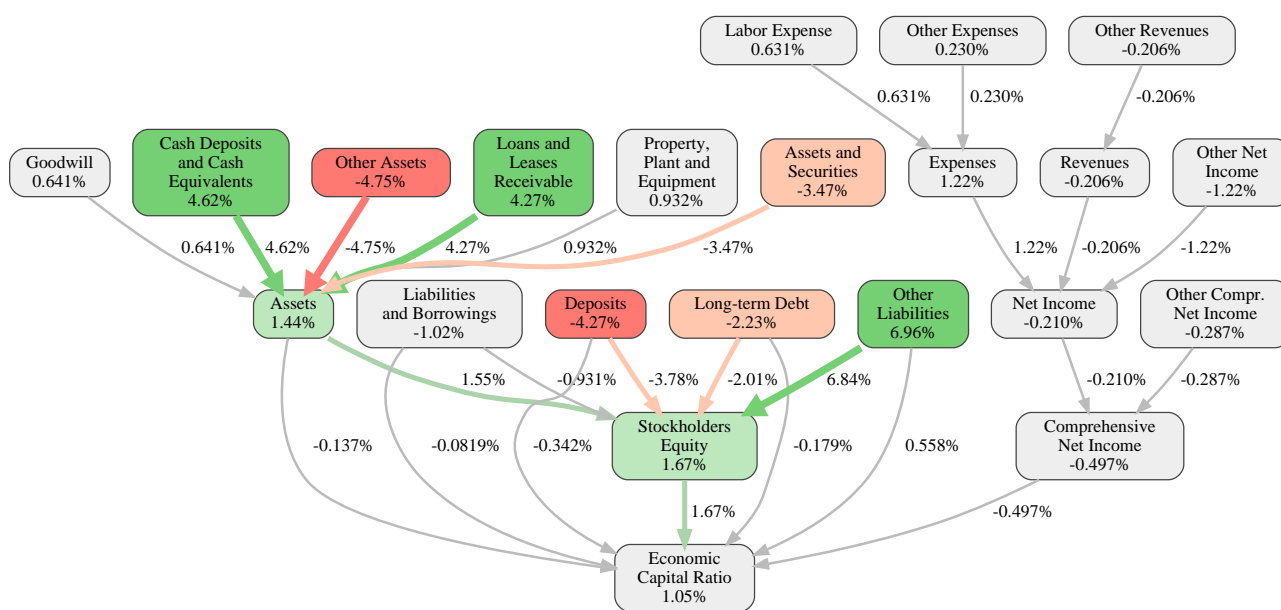 Labor Expense
0.631%
Other Expenses
0.230%
Other Revenues
-0.206%
0.631%
0.230%
-0.206%
Goodwill
0.641%
Cash Deposits
and Cash
Equivalents
4.62%
Other Assets
-4.75%
Loans and
Leases
Receivable
4.27%
Property,
Plant and
Equipment
0.932%
Assets and
Securities
-3.47%
Expenses
1.22%
Revenues
-0.206%
Other Net
Income
-1.22%
0.641%
4.62%
-4.75%
4.27%
0.932%
-3.47%
1.22%
-0.206%
-1.22%
Assets
1.44%
Liabilities
and Borrowings
-1.02%
Deposits
-4.27%
Long-term Debt
-2.23%
Other
Liabilities
6.96%
Net Income
-0.210%
Other Compr.
Net Income
-0.287%
1.55%
-0.931%
-3.78%
-2.01%
6.84%
-0.210%
-0.287%
-0.137%
-0.0819%
-0.342%
Stockholders
Equity
1.67%
-0.179%
0.558%
Comprehensive
Net Income
-0.497%
1.67%
-0.497%
Economic
Capital Ratio
1.05%